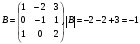 B = ( 1 -2 3
0 -1 1
1 0 2 ), |B| = -2 - 2 + 3 = -1